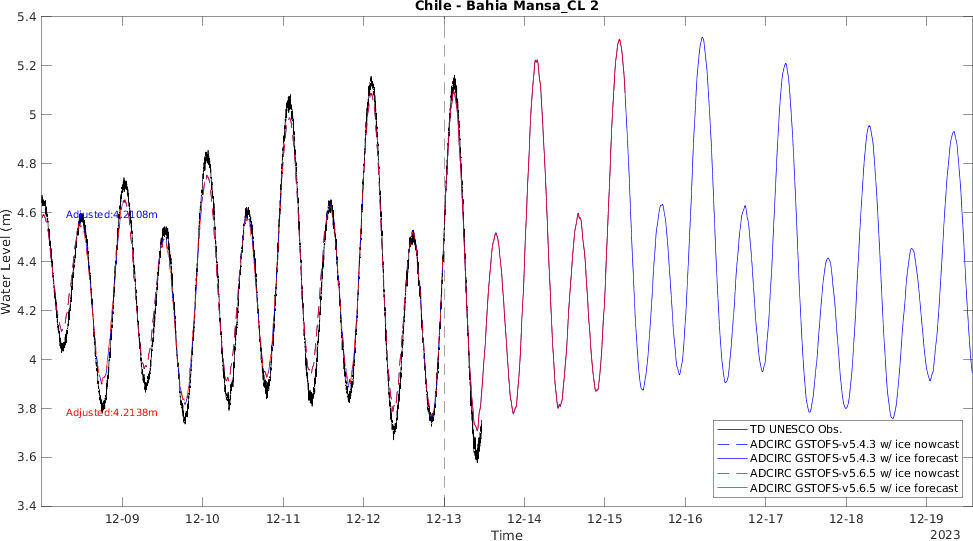 Chile - Bahia Mansa_CL 2
5.4
5.2
5
4.8
4.6
4.4
4.2
4
3.8
3.6
3.4
Water Level (m)
Adjusted:4.2108m
Adjusted:4.2138m
TD UNESCO Obs.
ADCIRC GSTOFS-v5.4.3 w/ ice nowcast
ADCIRC GSTOFS-v5.4.3 w/ ice forecast
ADCIRC GSTOFS-v5.6.5 w/ ice nowcast
ADCIRC GSTOFS-v5.6.5 w/ ice forecast
12-09 12-10 12-11 12-12 12-13 12-14 12-15 12-16 12-17 12-18 12-19
2023
Time